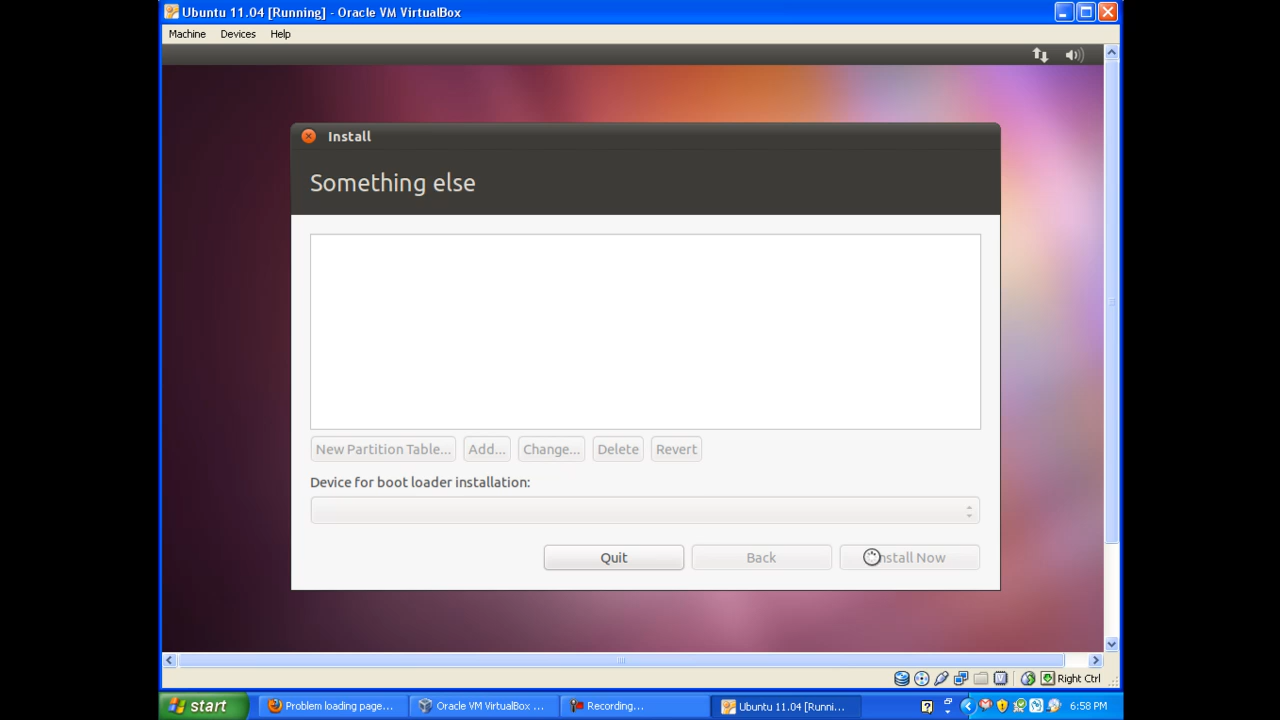 Ubuntu 11.04 [Running] - Oracle VM VirtualBox
Machine Devices Help
Install
Something else
New Partition Table... Add... Change... Delete Revert
Device for boot loader installation:
Quit Back Install Now
Right Ctrl
start Problem loading page... Oracle VM VirtualBox ... Recording... Ubuntu 11.04 [Runni... 6:58 PM